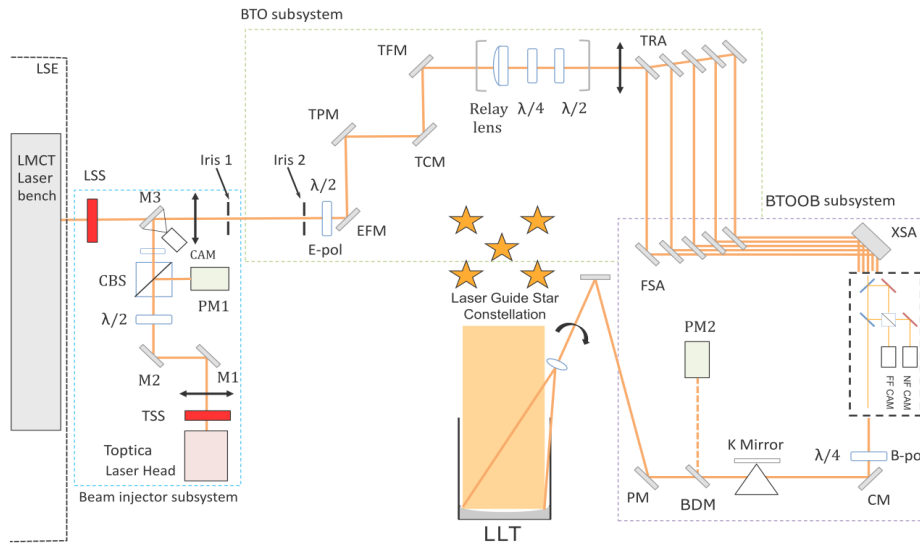 BTO subsystem
LSE
TFM
TRA
Relay
lens
λ/4
λ/2
TPM
TCM
LMCT
Laser
bench
LSS
Iris 1
Iris 2
M3
λ/2
EFM
E-pol
BTOOB subsystem
XSA
CAM
CBS
PM1
FSA
Laser Guide Star
Constellation
λ/2
PM2
FF CAM
NF CAM
M2
M1
TSS
K Mirror
λ/4
B-po
Toptica
Laser Head
PM
BDM
CM
Beam injector subsystem
LLT